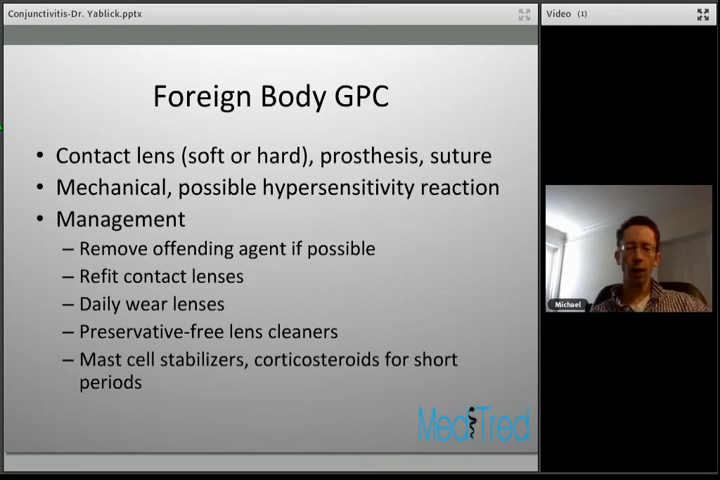 Conjunctivitis-Dr. Yablick.pptx
Video (1)
Foreign Body GPC
• Contact lens (soft or hard), prosthesis, suture
• Mechanical, possible hypersensitivity reaction
• Management
– Remove offending agent if possible
– Refit contact lenses
– Daily wear lenses
– Preservative-free lens cleaners
– Mast cell stabilizers, corticosteroids for short
periods
Michael
MediTred